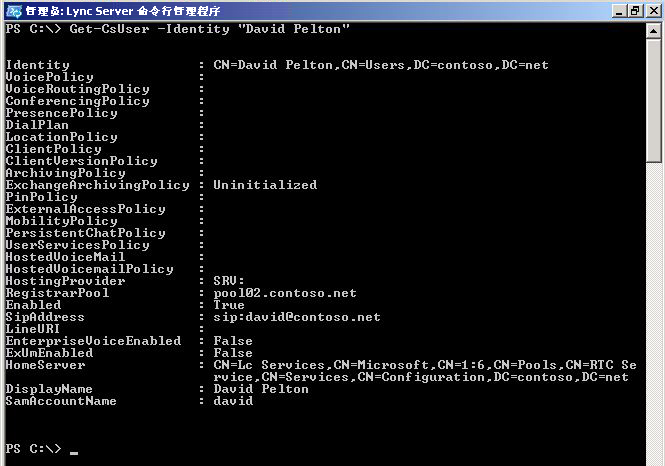 管理员: Lync Server 命令行管理程序
PS C:\> Get-CsUser -Identity "David Pelton"
Identity : CN=David Pelton,CN=Users,DC=contoso,DC=net
VoicePolicy :
VoiceRoutingPolicy :
ConferencingPolicy :
PresencePolicy :
DialPlan :
LocationPolicy :
ClientPolicy :
ClientVersionPolicy :
ArchivingPolicy :
ExchangeArchivingPolicy : Uninitialized
PinPolicy :
ExternalAccessPolicy :
MobilityPolicy :
PersistentChatPolicy :
UserServicesPolicy :
HostedVoiceMail :
HostedVoicemailPolicy :
HostingProvider : SRV:
RegistrarPool : pool02.contoso.net
Enabled : True
SipAddress : sip:david@contoso.net
LineURI :
EnterpriseVoiceEnabled : False
ExUmEnabled : False
HomeServer : CN=Lc Services,CN=Microsoft,CN=1:6,CN=Pools,CN=RTC Se
rvice,CN=Services,CN=Configuration,DC=contoso,DC=net
DisplayName : David Pelton
SamAccountName : david
PS C:\> _